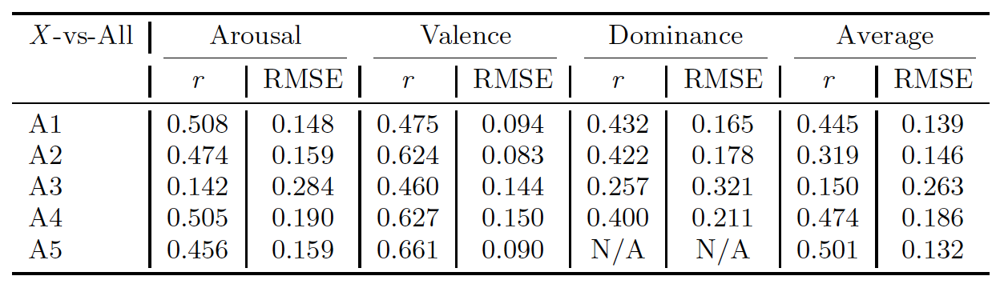 X-vs-All Arousal Valence Dominance Average
r RMSE r RMSE r RMSE r RMSE
A1 0.508 0.148 0.475 0.094 0.432 0.165 0.445 0.139
A2 0.474 0.159 0.624 0.083 0.422 0.178 0.319 0.146
A3 0.142 0.284 0.460 0.144 0.257 0.321 0.150 0.263
A4 0.505 0.190 0.627 0.150 0.400 0.211 0.474 0.186
A5 0.456 0.159 0.661 0.090 N/A N/A 0.501 0.132